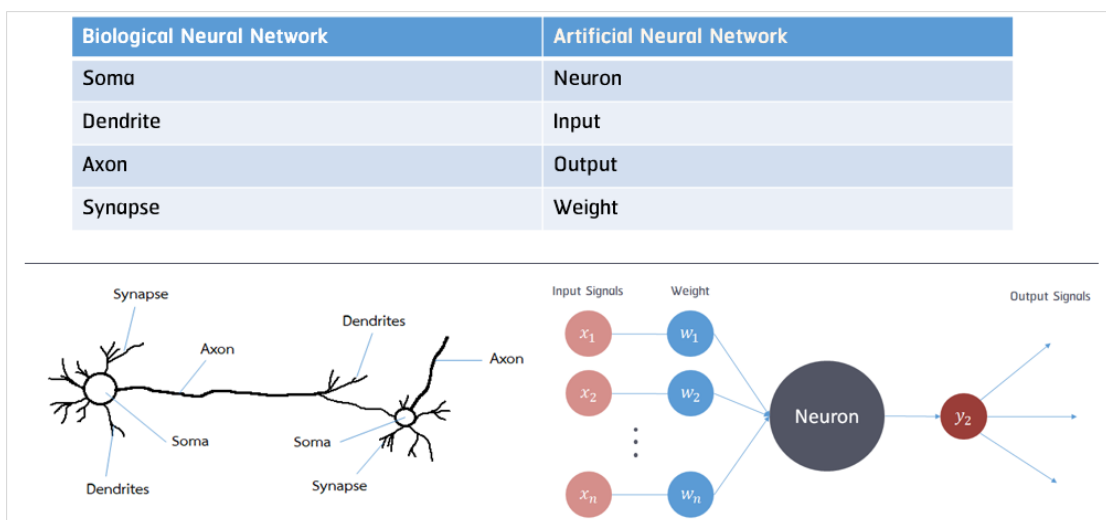 Biological Neural Network Artificial Neural Network
Soma Neuron
Dendrite Input
Axon Output
Synapse Weight
Synapse
Axon
Dendrites
Axon
Soma
Soma
Dendrites
Synapse
Input Signals Weight Output Signals
x₁ w₁
x₂ w₂
Neuron y₂
⋮
xₙ wₙ